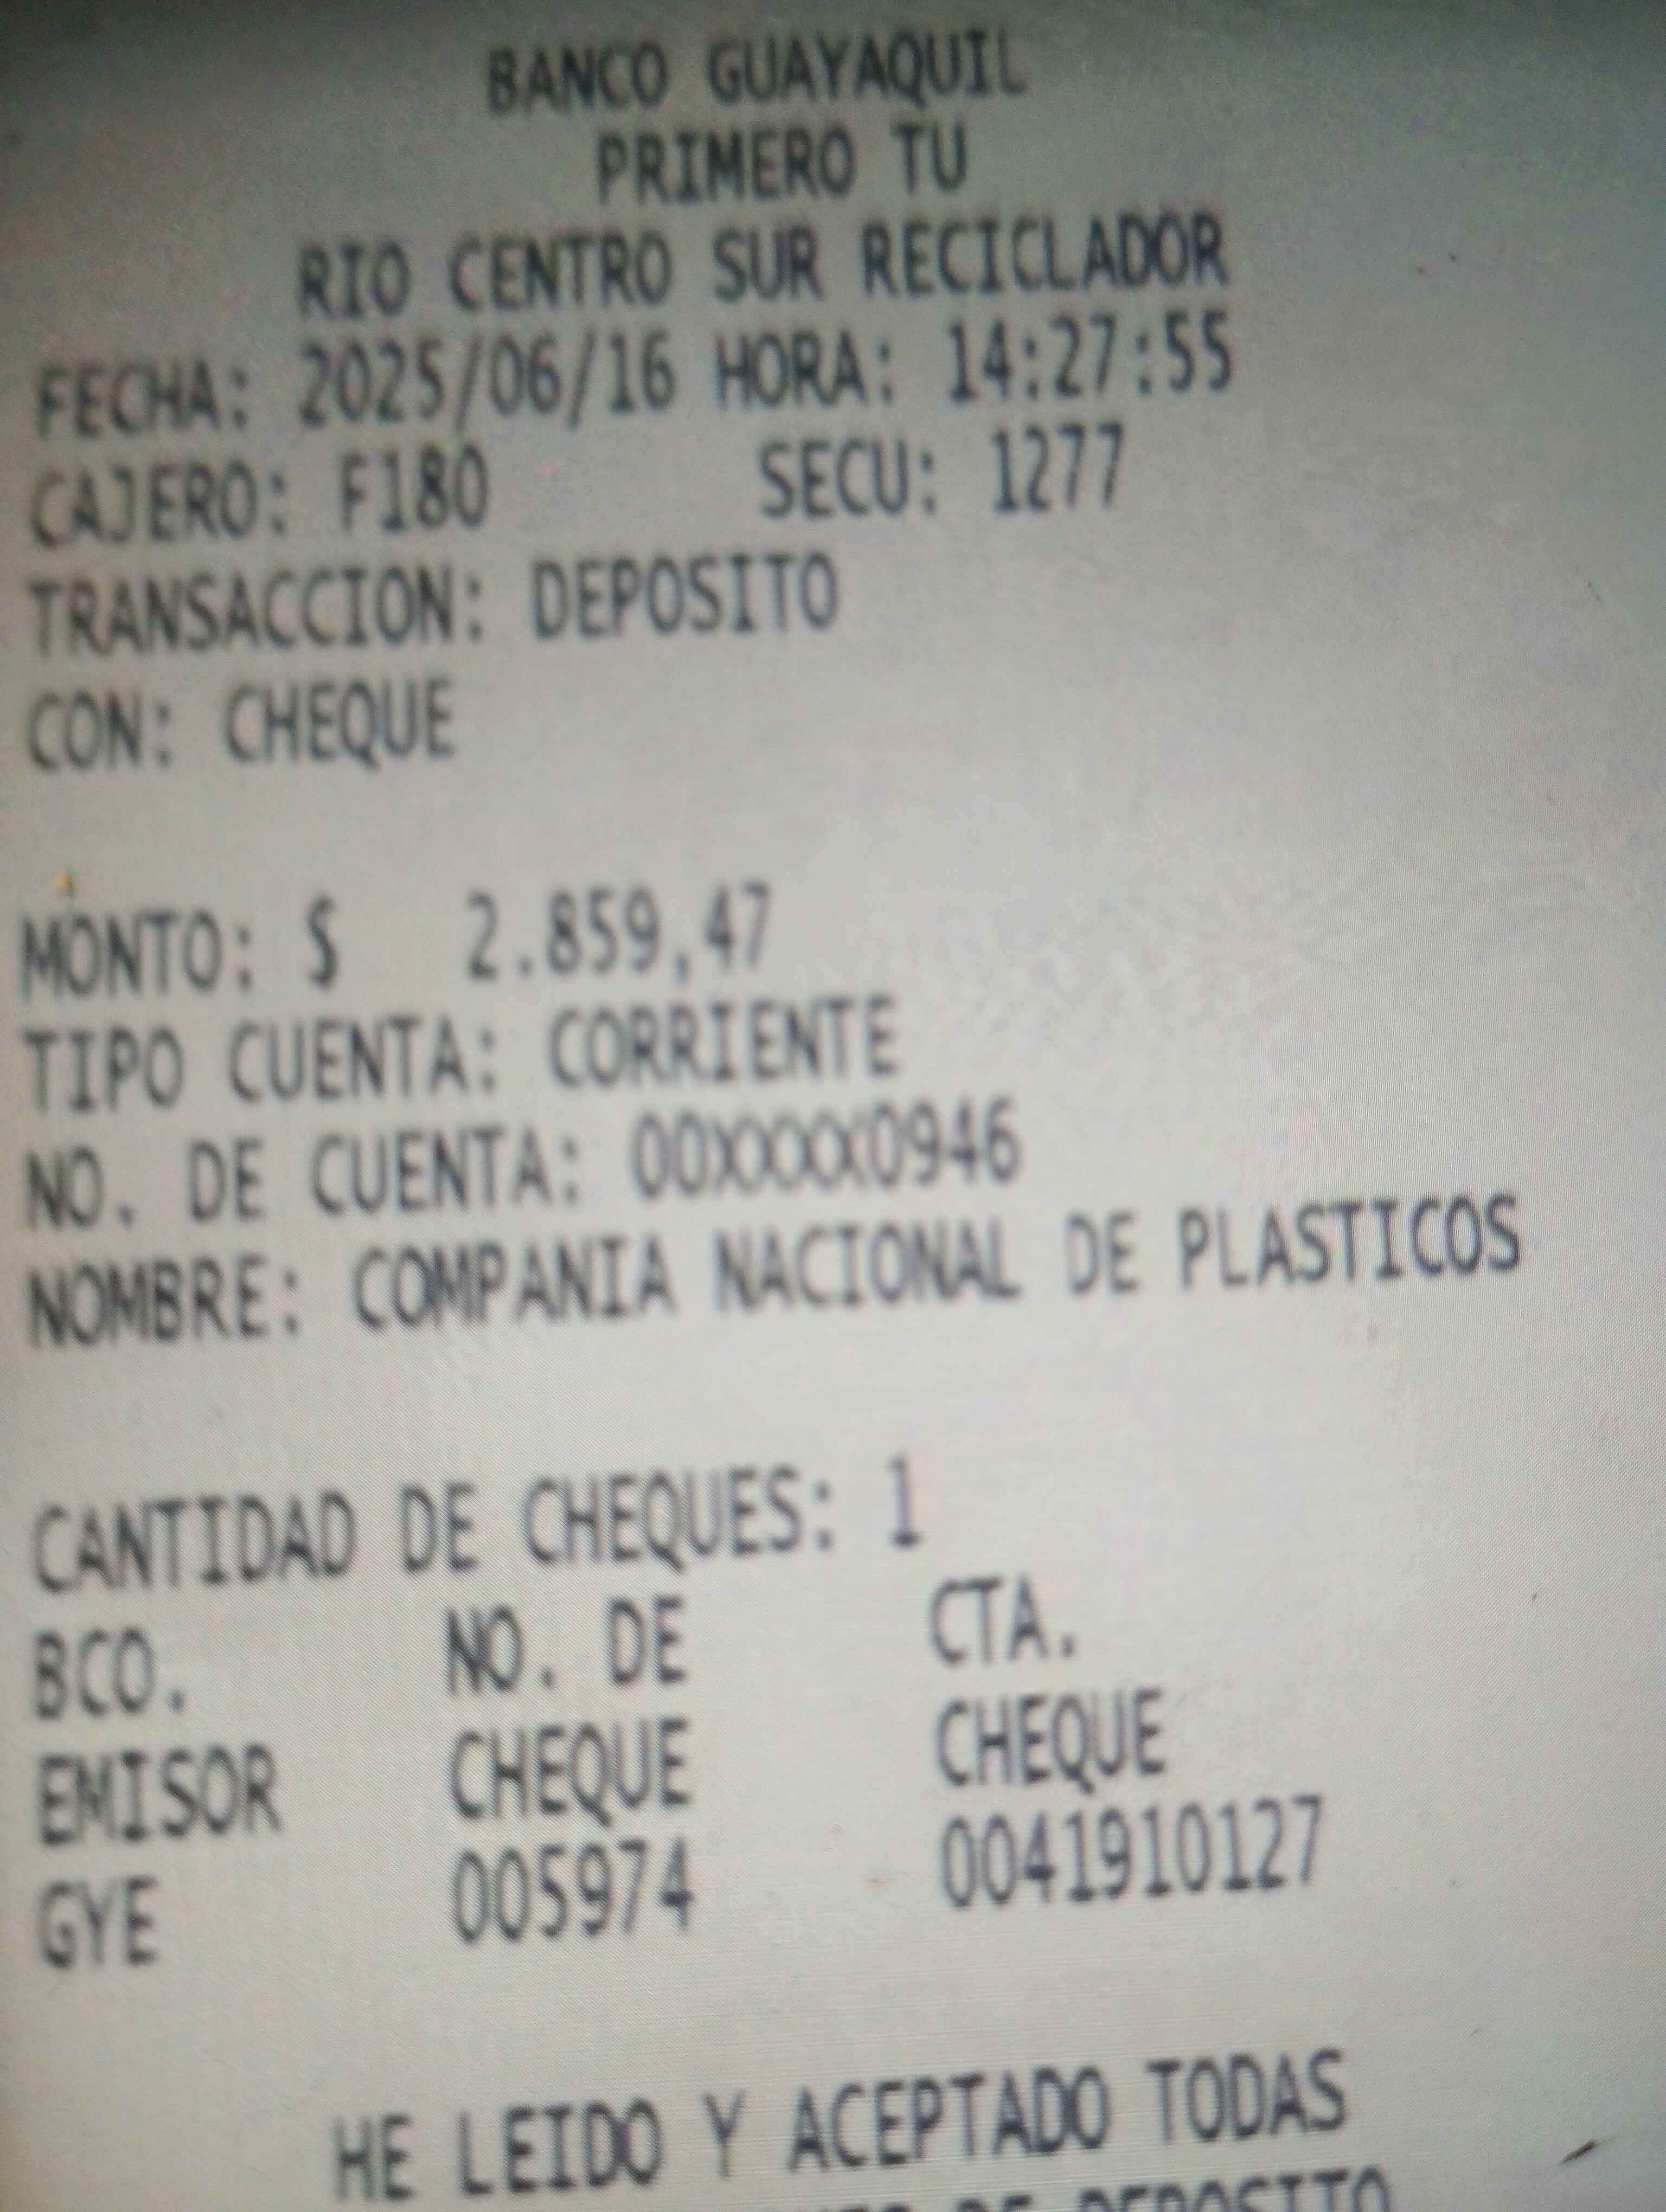 BANCO GUAYAQUIL
PRIMERO TU
RIO CENTRO SUR RECICLADOR
FECHA: 2025/06/16 HORA: 14:27:55
CAJERO: F180 SECU: 1277
TRANSACCION: DEPOSITO
CON: CHEQUE
MONTO: $ 2.859,47
TIPO CUENTA: CORRIENTE
NO. DE CUENTA: 00XXXX0946
NOMBRE: COMPANIA NACIONAL DE PLASTICOS
CANTIDAD DE CHEQUES: 1
BCO. NO. DE CTA.
EMISOR CHEQUE CHEQUE
GYE 005974 0041910127
HE LEIDO Y ACEPTADO TODAS
DE DEPOSITO